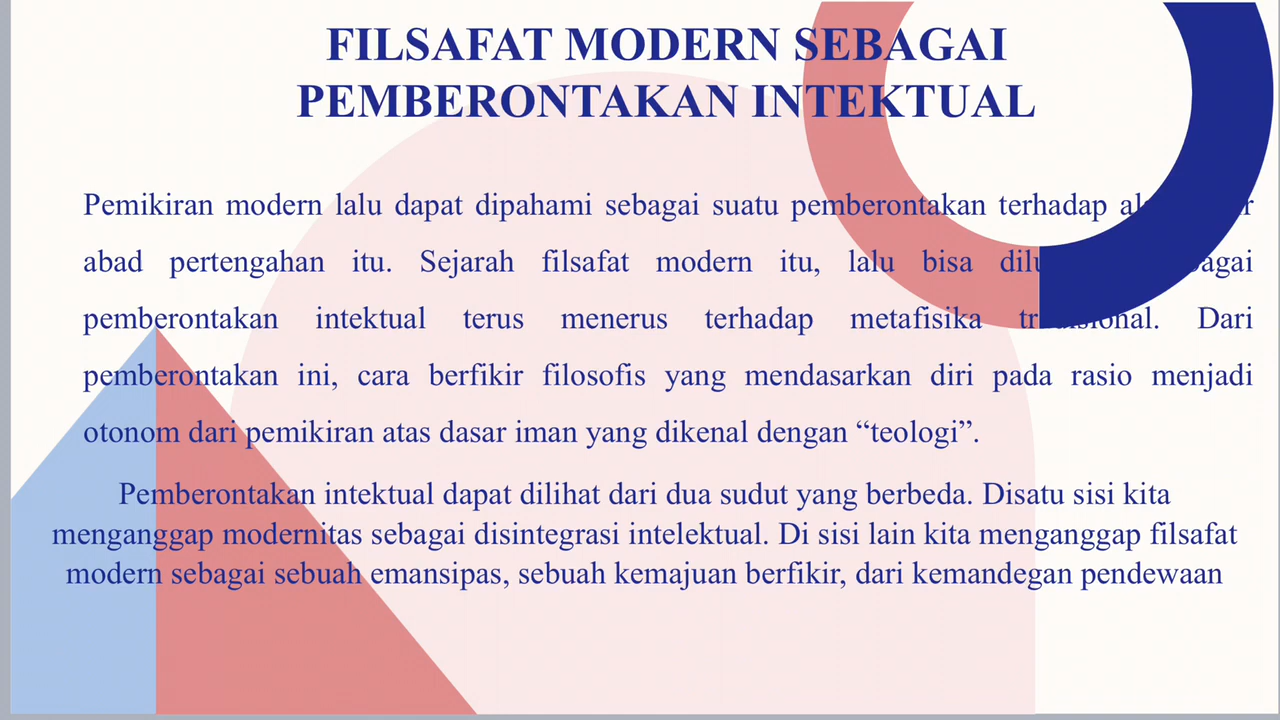 FILSAFAT MODERN SEBAGAI
PEMBERONTAKAN INTEKTUAL
Pemikiran modern lalu dapat dipahami sebagai suatu pemberontakan terhadap
abad pertengahan itu. Sejarah filsafat modern itu, lalu bisa
pemberontakan intektual terus menerus terhadap metafisika tradisional. Dari
pemberontakan ini, cara berfikir filosofis yang mendasarkan diri pada rasio menjadi
otonom dari pemikiran atas dasar iman yang dikenal dengan “teologi”.
Pemberontakan intektual dapat dilihat dari dua sudut yang berbeda. Disatu sisi kita
menganggap modernitas sebagai disintegrasi intelektual. Di sisi lain kita menganggap filsafat
modern sebagai sebuah emansipas, sebuah kemajuan berfikir, dari kemandegan pendewaan